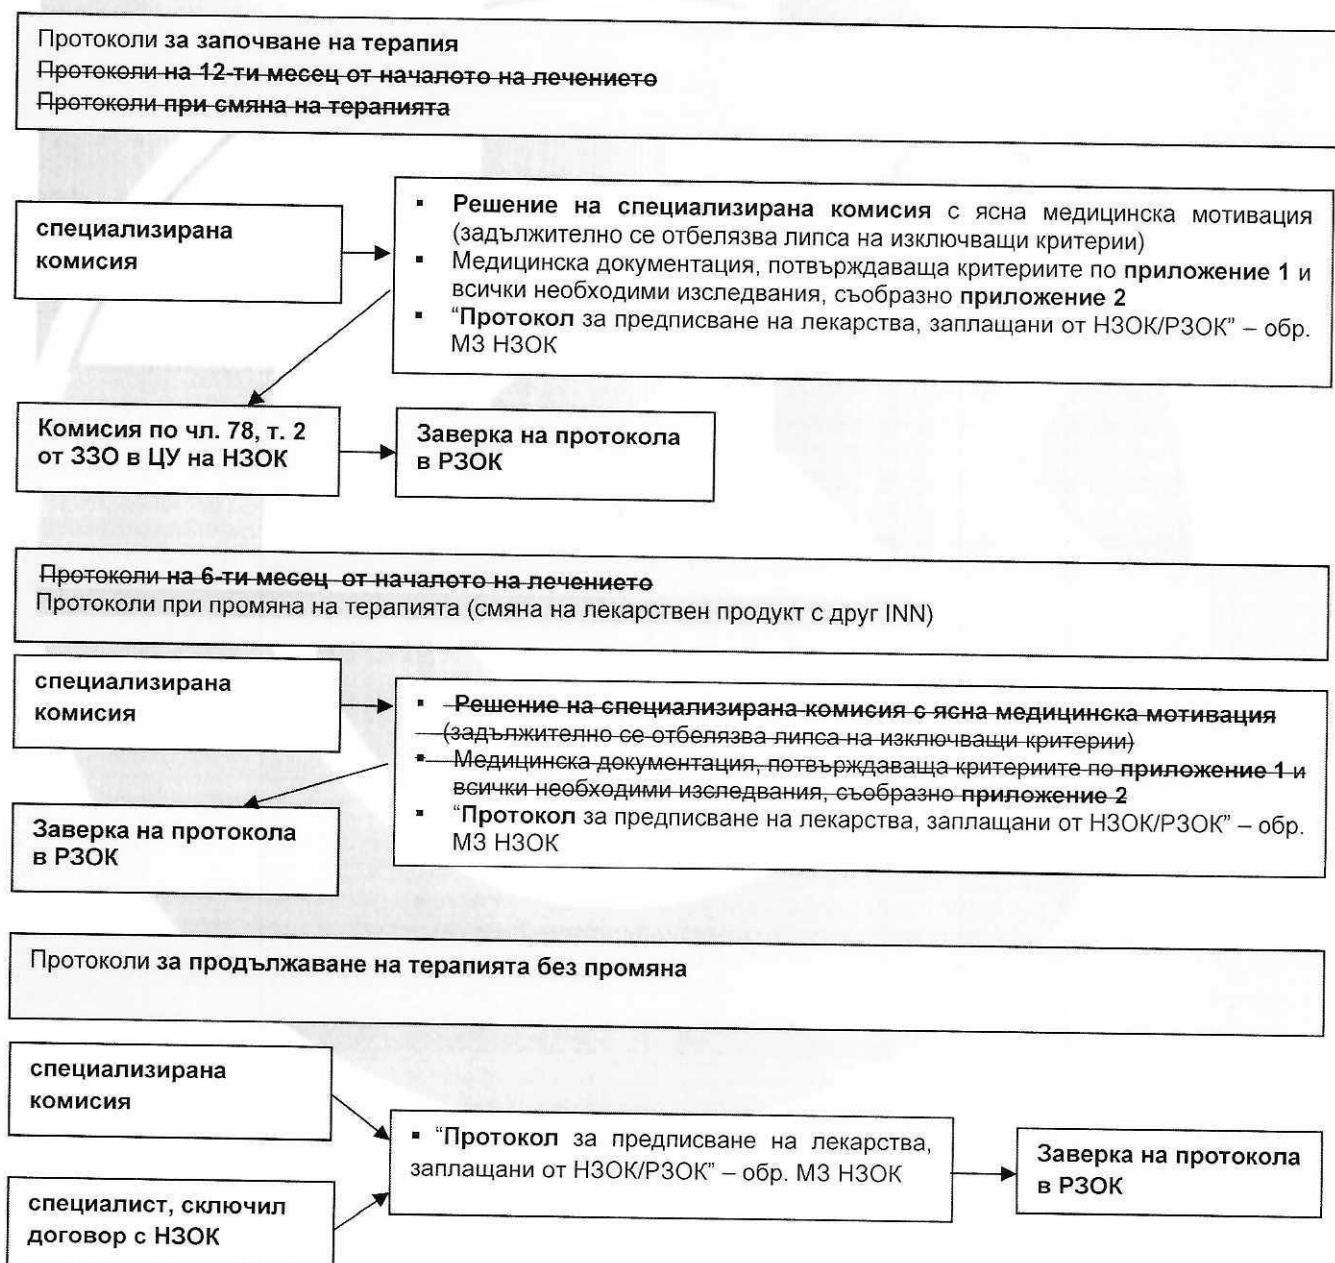 Протоколи за започване на терапия
Протоколи на 12-ти месец от началото на лечението
Протоколи при смяна на терапията
специализирана
комисия
▪ Решение на специализирана комисия с ясна медицинска мотивация
(задължително се отбелязва липса на изключващи критерии)
▪ Медицинска документация, потвърждаваща критериите по приложение 1 и
всички необходими изследвания, съобразно приложение 2
▪ “Протокол за предписване на лекарства, заплащани от НЗОК/РЗОК” – обр.
МЗ НЗОК
Комисия по чл. 78, т. 2
от ЗЗО в ЦУ на НЗОК
Заверка на протокола
в РЗОК
Протоколи на 6-ти месец от началото на лечението
Протоколи при промяна на терапията (смяна на лекарствен продукт с друг INN)
специализирана
комисия
▪ Решение на специализирана комисия с ясна медицинска мотивация
(задължително се отбелязва липса на изключващи критерии)
▪ Медицинска документация, потвърждаваща критериите по приложение 1 и
всички необходими изследвания, съобразно приложение 2
▪ “Протокол за предписване на лекарства, заплащани от НЗОК/РЗОК” – обр.
МЗ НЗОК
Заверка на протокола
в РЗОК
Протоколи за продължаване на терапията без промяна
специализирана
комисия
специалист, сключил
договор с НЗОК
▪ “Протокол за предписване на лекарства,
заплащани от НЗОК/РЗОК” – обр. МЗ НЗОК
Заверка на протокола
в РЗОК